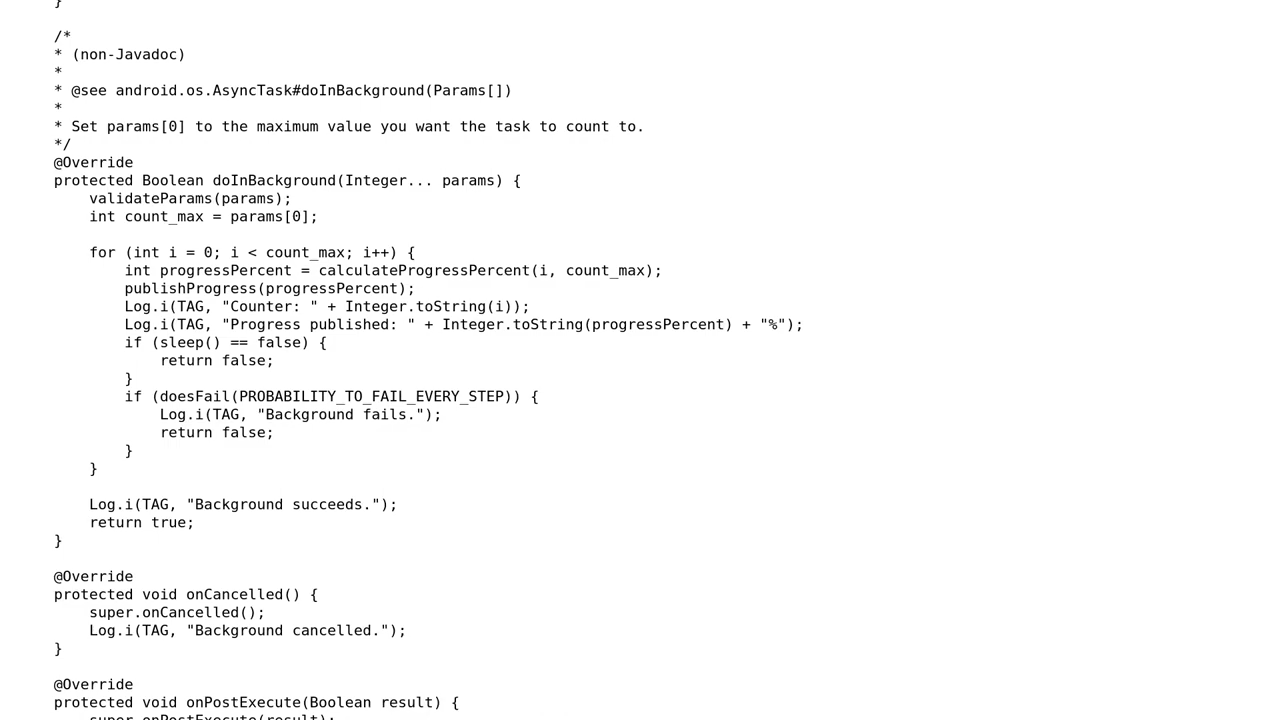 }
/*
* (non-Javadoc)
*
* @see android.os.AsyncTask#doInBackground(Params[])
*
* Set params[0] to the maximum value you want the task to count to.
*/
@Override
protected Boolean doInBackground(Integer... params) {
    validateParams(params);
    int count_max = params[0];

    for (int i = 0; i < count_max; i++) {
        int progressPercent = calculateProgressPercent(i, count_max);
        publishProgress(progressPercent);
        Log.i(TAG, "Counter: " + Integer.toString(i));
        Log.i(TAG, "Progress published: " + Integer.toString(progressPercent) + "%");
        if (sleep() == false) {
            return false;
        }
        if (doesFail(PROBABILITY_TO_FAIL_EVERY_STEP)) {
            Log.i(TAG, "Background fails.");
            return false;
        }
    }

    Log.i(TAG, "Background succeeds.");
    return true;
}

@Override
protected void onCancelled() {
    super.onCancelled();
    Log.i(TAG, "Background cancelled.");
}

@Override
protected void onPostExecute(Boolean result) {
    super.onPostExecute(result);